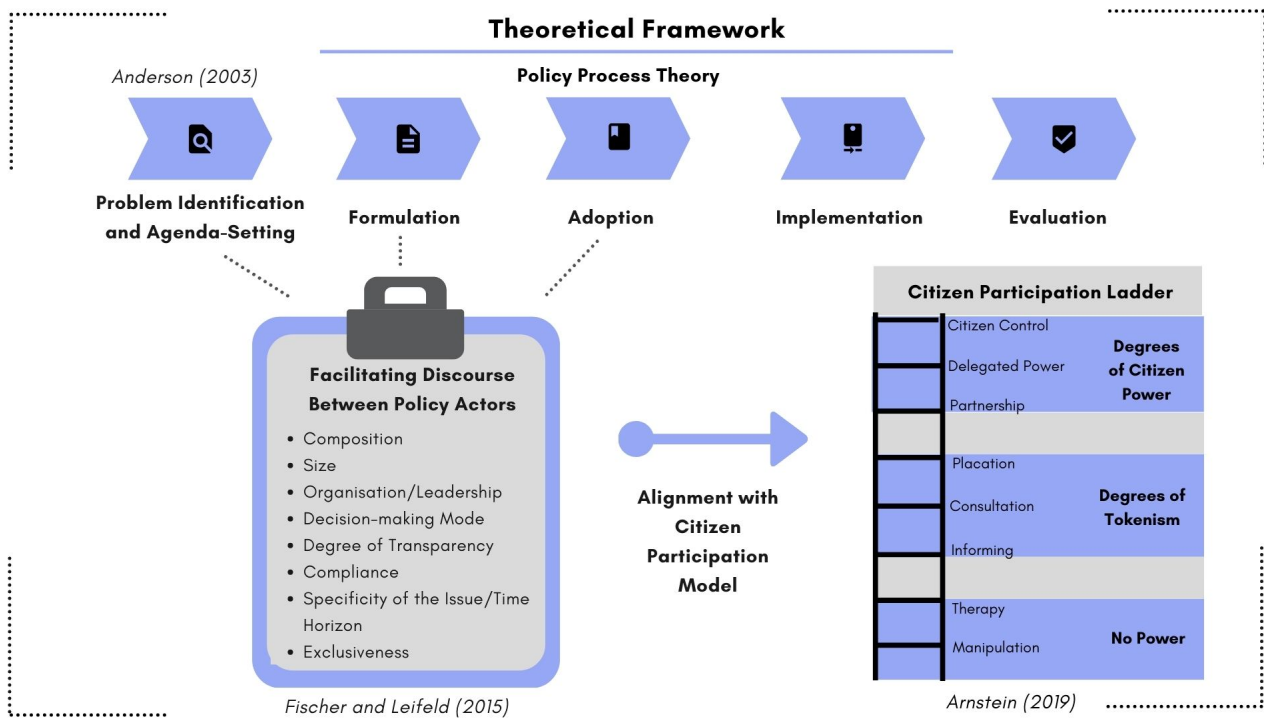 Theoretical Framework
Anderson (2003)
Policy Process Theory
Problem Identification
and Agenda-Setting
Formulation
Adoption
Implementation
Evaluation
Facilitating Discourse
Between Policy Actors
• Composition
• Size
• Organisation/Leadership
• Decision-making Mode
• Degree of Transparency
• Compliance
• Specificity of the Issue/Time
Horizon
• Exclusiveness
Fischer and Leifeld (2015)
Alignment with
Citizen
Participation
Model
Citizen Participation Ladder
Citizen Control
Delegated Power
Partnership
Degrees
of Citizen
Power
Placation
Consultation
Informing
Degrees of
Tokenism
Therapy
Manipulation
No Power
Arnstein (2019)